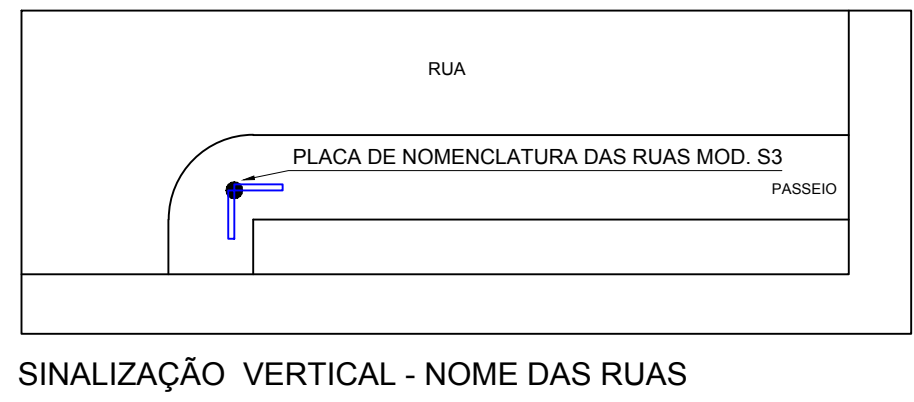 RUA
PLACA DE NOMENCLATURA DAS RUAS MOD. S3
PASSEIO
SINALIZAÇÃO VERTICAL - NOME DAS RUAS